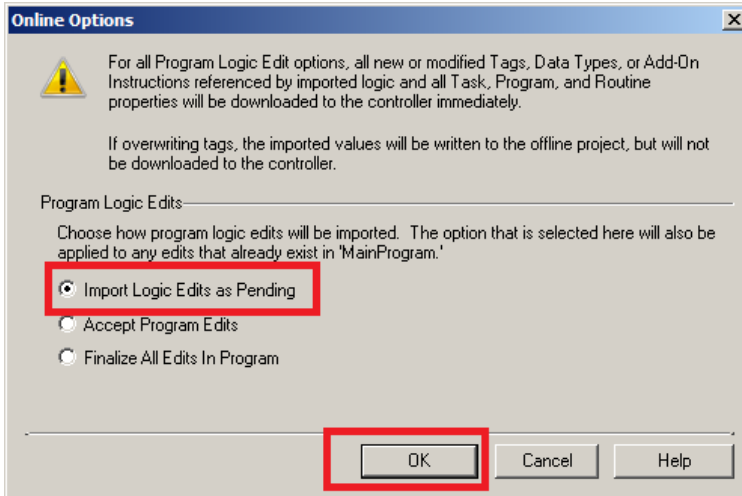 Online Options
For all Program Logic Edit options, all new or modified Tags, Data Types, or Add-On
Instructions referenced by imported logic and all Task, Program, and Routine
properties will be downloaded to the controller immediately.
If overwriting tags, the imported values will be written to the offline project, but will not
be downloaded to the controller.
Program Logic Edits
Choose how program logic edits will be imported. The option that is selected here will also be
applied to any edits that already exist in 'MainProgram.'
Import Logic Edits as Pending
Accept Program Edits
Finalize All Edits In Program
OK Cancel Help